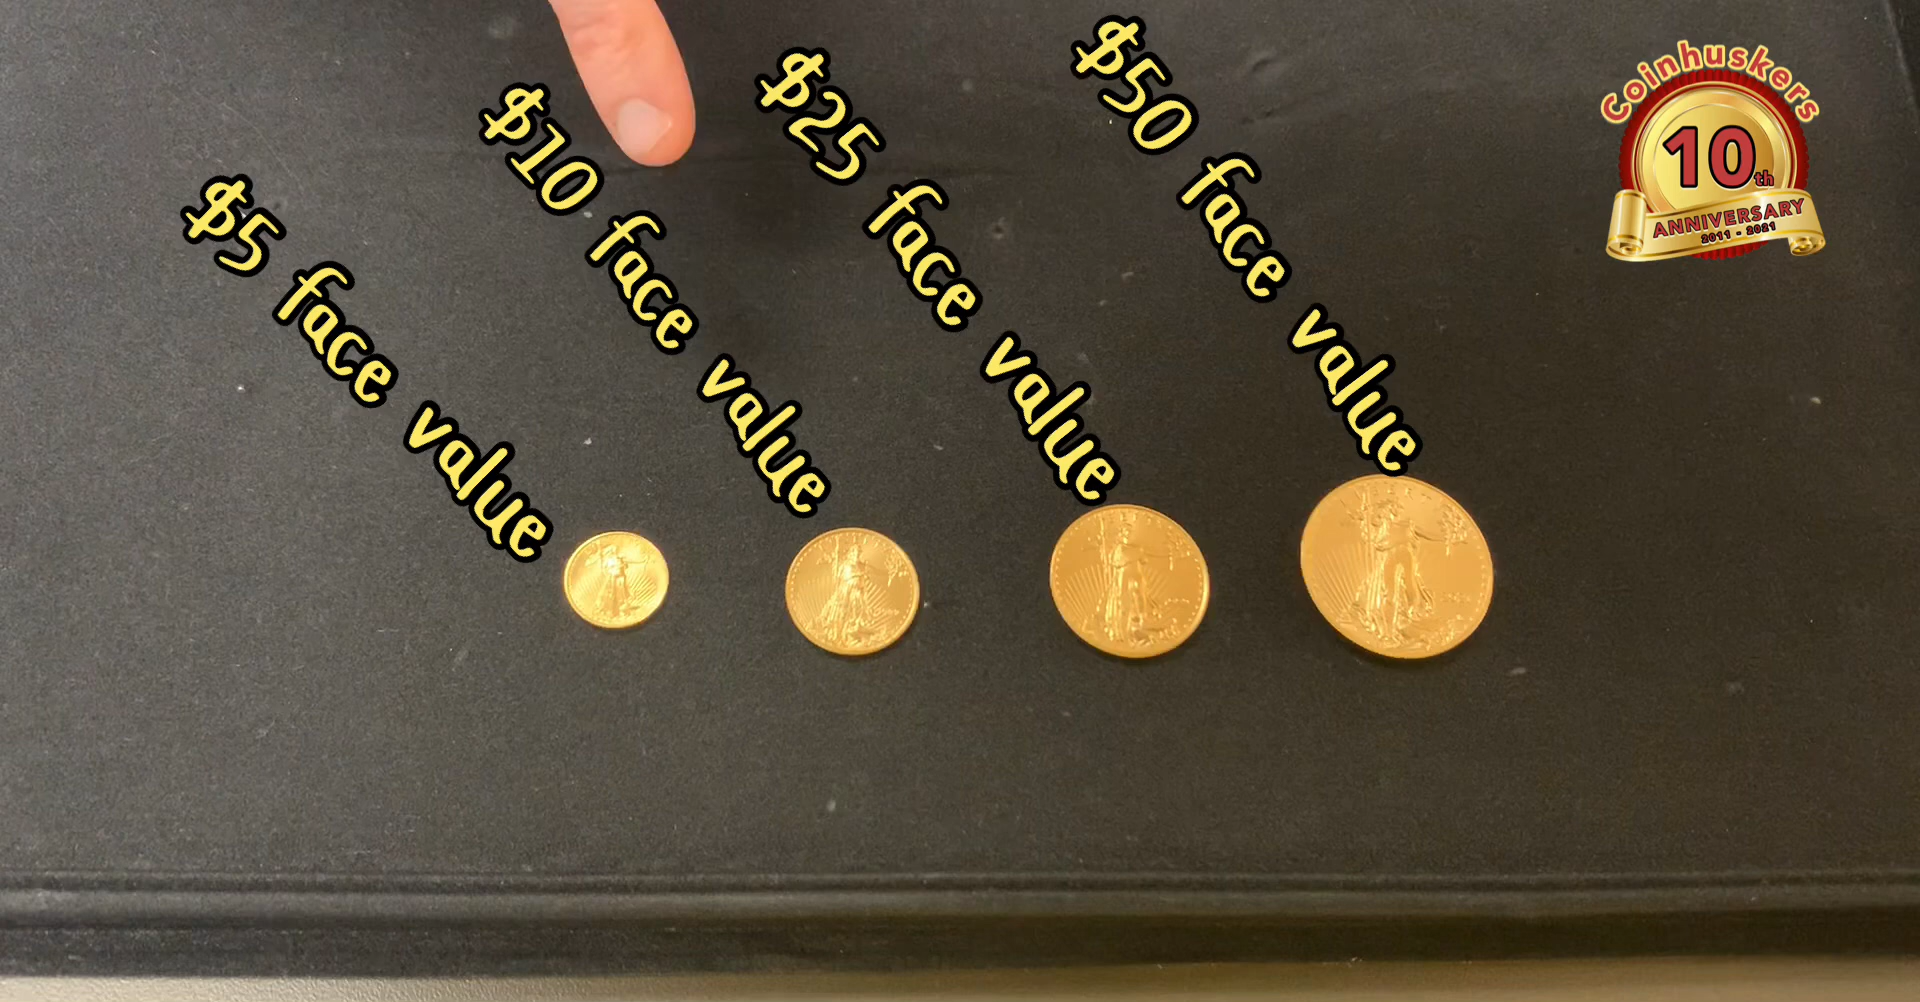 $5 face value
$10 face value
$25 face value
$50 face value
Coinhuskers
10th
ANNIVERSARY
2011 - 2021